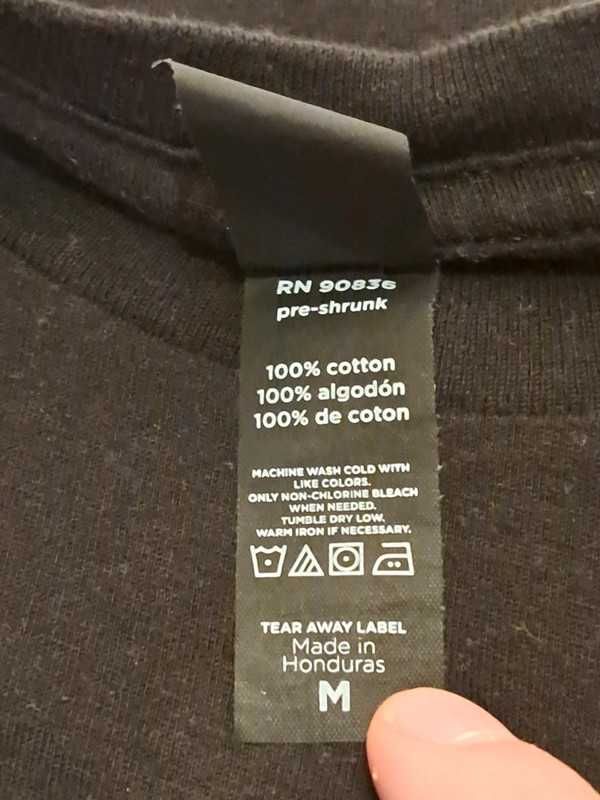 RN 90836
pre-shrunk
100% cotton
100% algodón
100% de coton
MACHINE WASH COLD WITH
LIKE COLORS.
ONLY NON-CHLORINE BLEACH
WHEN NEEDED.
TUMBLE DRY LOW.
WARM IRON IF NECESSARY.
TEAR AWAY LABEL
Made in
Honduras
M